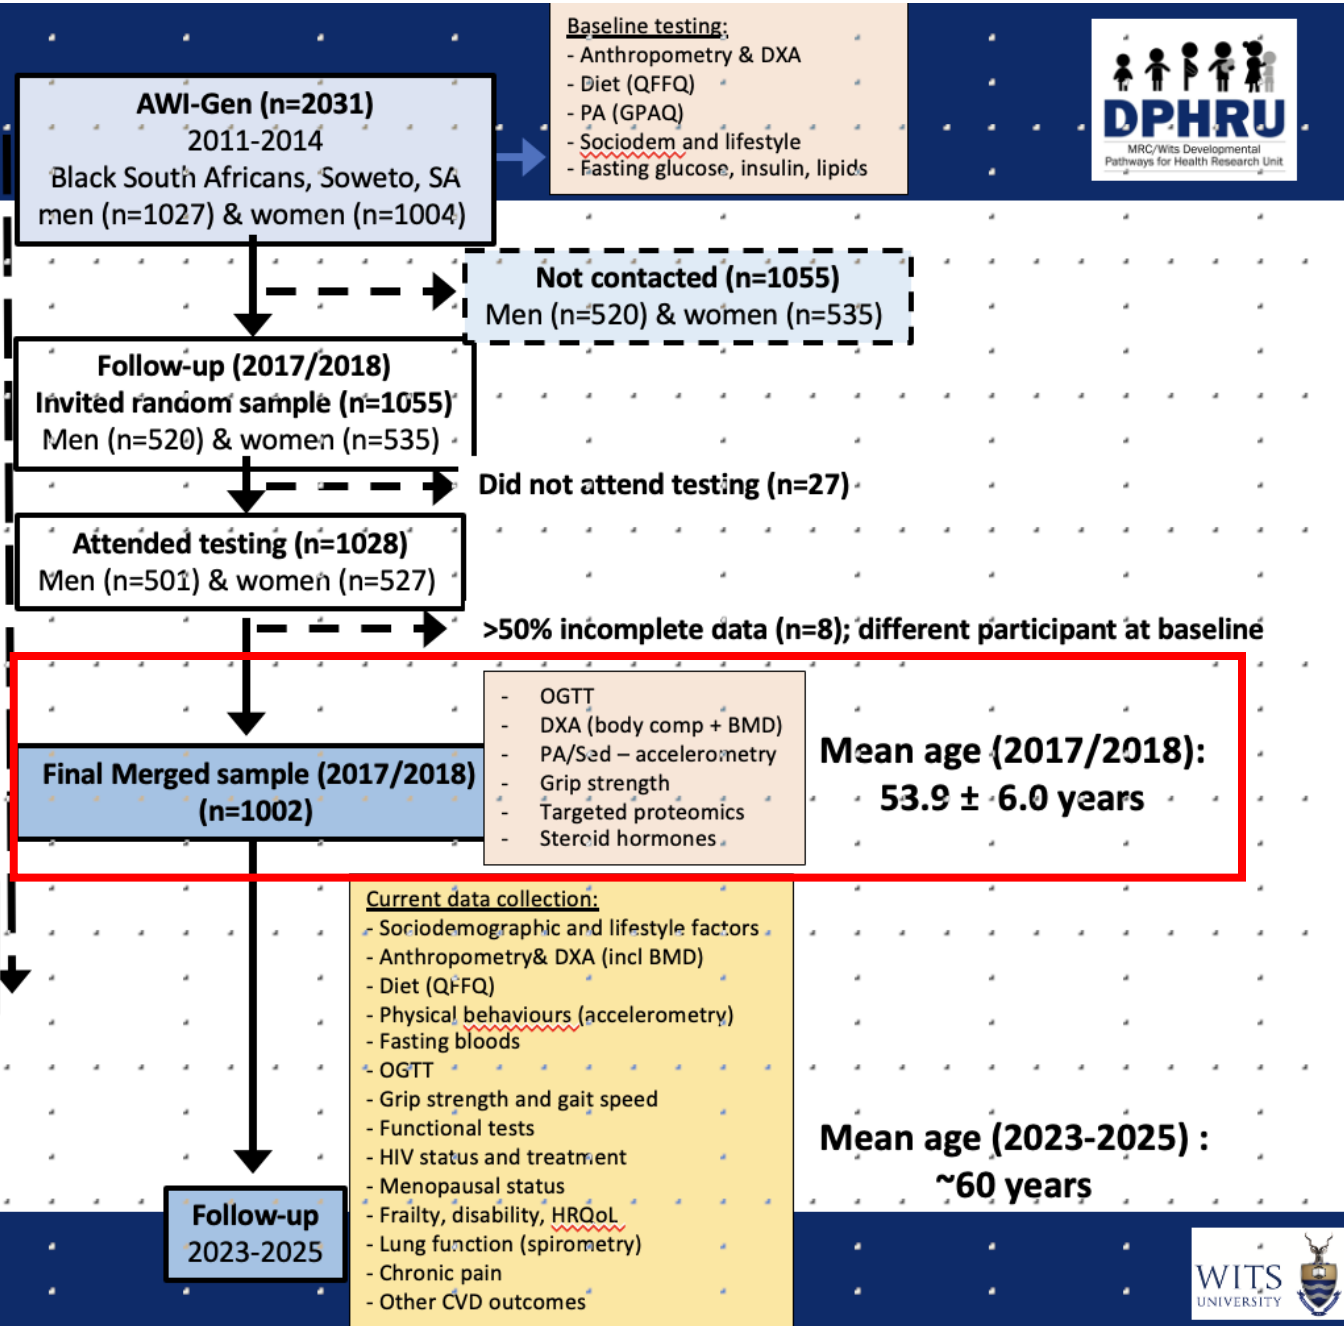 Baseline testing:
- Anthropometry & DXA
- Diet (QFFQ)
- PA (GPAQ)
- Sociodem and lifestyle
- Fasting glucose, insulin, lipids
DPHRU
MRC/Wits Developmental
Pathways for Health Research Unit
AWI-Gen (n=2031)
2011-2014
Black South Africans, Soweto, SA
men (n=1027) & women (n=1004)
Not contacted (n=1055)
Men (n=520) & women (n=535)
Follow-up (2017/2018)
Invited random sample (n=1055)
Men (n=520) & women (n=535)
Did not attend testing (n=27)
Attended testing (n=1028)
Men (n=501) & women (n=527)
>50% incomplete data (n=8); different participant at baseline
Final Merged sample (2017/2018)
(n=1002)
- OGTT
- DXA (body comp + BMD)
- PA/Sed – accelerometry
- Grip strength
- Targeted proteomics
- Steroid hormones
Mean age (2017/2018):
53.9 ± 6.0 years
Current data collection:
- Sociodemographic and lifestyle factors
- Anthropometry& DXA (incl BMD)
- Diet (QFFQ)
- Physical behaviours (accelerometry)
- Fasting bloods
- OGTT
- Grip strength and gait speed
- Functional tests
- HIV status and treatment
- Menopausal status
- Frailty, disability, HRQoL
- Lung function (spirometry)
- Chronic pain
- Other CVD outcomes
Mean age (2023-2025) :
~60 years
Follow-up
2023-2025
WITS
UNIVERSITY